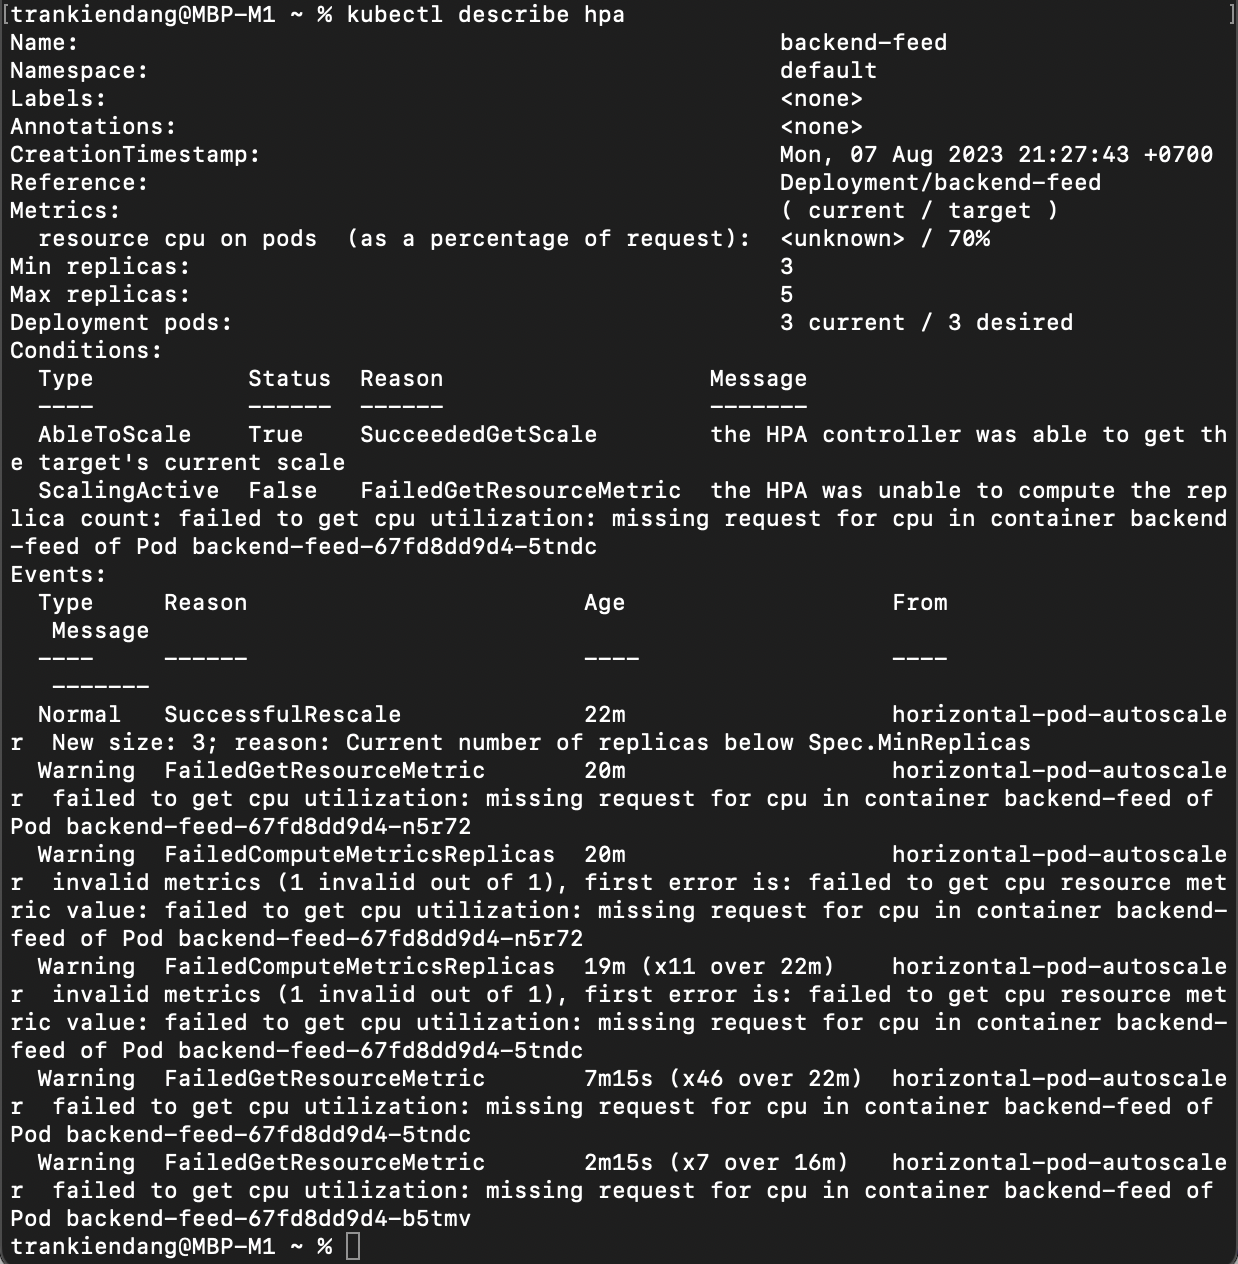 [trankiendang@MBP-M1 ~ % kubectl describe hpa ]
Name: backend-feed
Namespace: default
Labels: <none>
Annotations: <none>
CreationTimestamp: Mon, 07 Aug 2023 21:27:43 +0700
Reference: Deployment/backend-feed
Metrics: ( current / target )
  resource cpu on pods  (as a percentage of request):  <unknown> / 70%
Min replicas: 3
Max replicas: 5
Deployment pods: 3 current / 3 desired
Conditions:
  Type           Status  Reason                   Message
  ----           ------  ------                   -------
  AbleToScale    True    SucceededGetScale        the HPA controller was able to get th
e target's current scale
  ScalingActive  False   FailedGetResourceMetric  the HPA was unable to compute the rep
lica count: failed to get cpu utilization: missing request for cpu in container backend
-feed of Pod backend-feed-67fd8dd9d4-5tndc
Events:
  Type     Reason                        Age                   From
   Message
  ----     ------                        ----                  ----
   -------
  Normal   SuccessfulRescale             22m                   horizontal-pod-autoscale
r  New size: 3; reason: Current number of replicas below Spec.MinReplicas
  Warning  FailedGetResourceMetric       20m                   horizontal-pod-autoscale
r  failed to get cpu utilization: missing request for cpu in container backend-feed of
Pod backend-feed-67fd8dd9d4-n5r72
  Warning  FailedComputeMetricsReplicas  20m                   horizontal-pod-autoscale
r  invalid metrics (1 invalid out of 1), first error is: failed to get cpu resource met
ric value: failed to get cpu utilization: missing request for cpu in container backend-
feed of Pod backend-feed-67fd8dd9d4-n5r72
  Warning  FailedComputeMetricsReplicas  19m (x11 over 22m)    horizontal-pod-autoscale
r  invalid metrics (1 invalid out of 1), first error is: failed to get cpu resource met
ric value: failed to get cpu utilization: missing request for cpu in container backend-
feed of Pod backend-feed-67fd8dd9d4-5tndc
  Warning  FailedGetResourceMetric       7m15s (x46 over 22m)  horizontal-pod-autoscale
r  failed to get cpu utilization: missing request for cpu in container backend-feed of
Pod backend-feed-67fd8dd9d4-5tndc
  Warning  FailedGetResourceMetric       2m15s (x7 over 16m)   horizontal-pod-autoscale
r  failed to get cpu utilization: missing request for cpu in container backend-feed of
Pod backend-feed-67fd8dd9d4-b5tmv
trankiendang@MBP-M1 ~ %